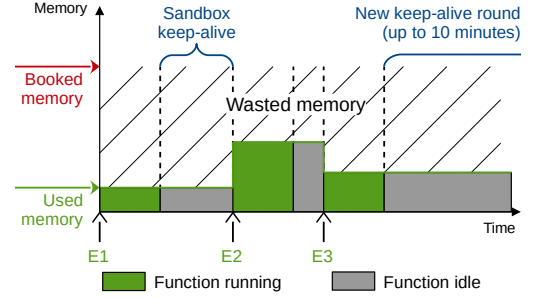 Memory
Sandbox
keep-alive
New keep-alive round
(up to 10 minutes)
Booked
memory
Wasted memory
Used
memory
Time
E1
E2
E3
Function running
Function idle